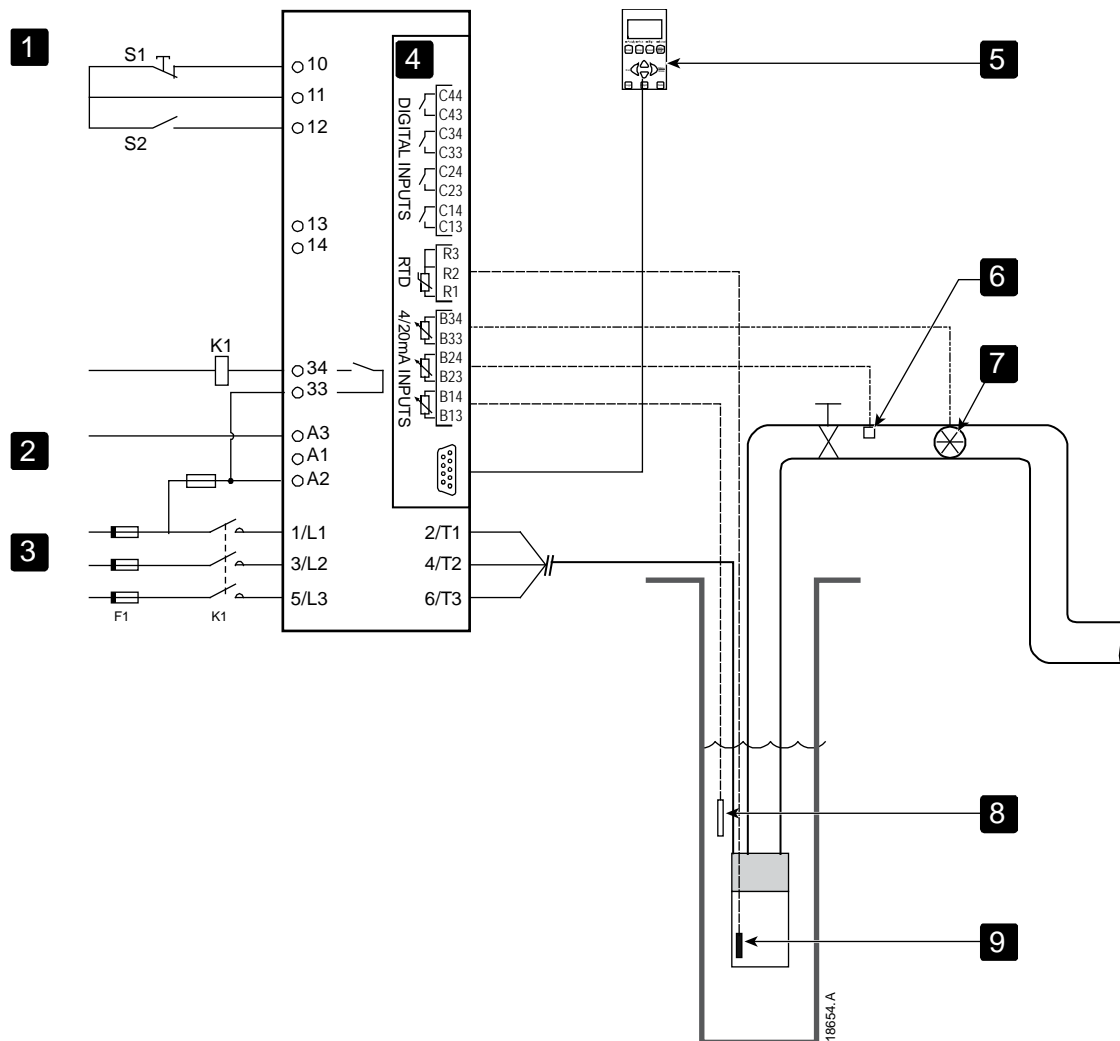 1
S1
10
11
12
S2
13
14
K1
34
33
2
A3
A1
A2
3
1/L1
3/L2
5/L3
F1
K1
2/T1
4/T2
6/T3
4
DIGITAL INPUTS
C44
C43
C34
C33
C24
C23
C14
C13
RTD
R3
R2
R1
4/20mA INPUTS
B34
B33
B24
B23
B14
B13
5
6
7
8
9
18654.A